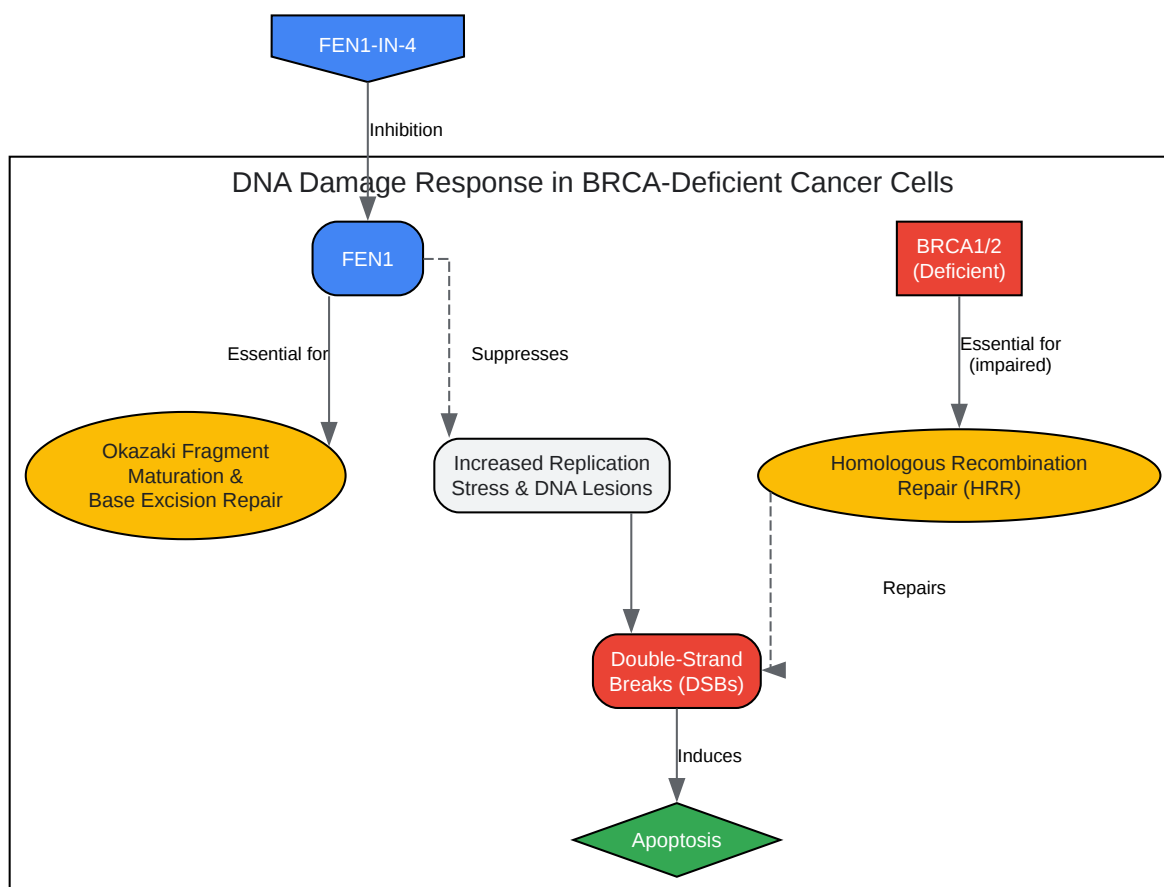 FEN1-IN-4
Inhibition
DNA Damage Response in BRCA-Deficient Cancer Cells
FEN1
BRCA1/2
(Deficient)
Essential for
Suppresses
Essential for
(impaired)
Okazaki Fragment
Maturation &
Base Excision Repair
Increased Replication
Stress & DNA Lesions
Homologous Recombination
Repair (HRR)
Repairs
Double-Strand
Breaks (DSBs)
Induces
Apoptosis